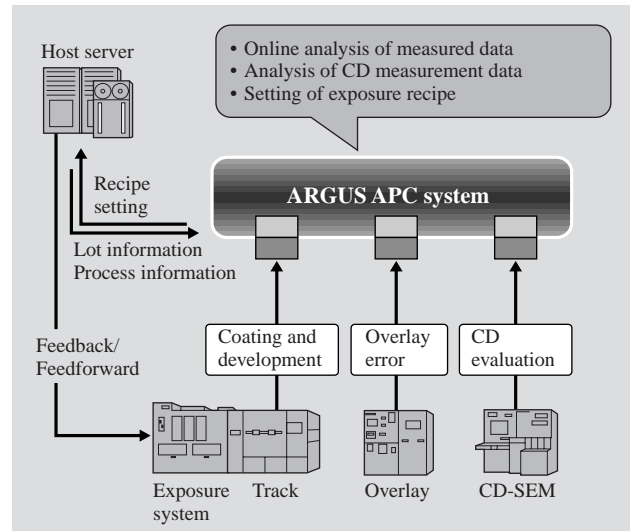 Host server
• Online analysis of measured data
• Analysis of CD measurement data
• Setting of exposure recipe
ARGUS APC system
Recipe
setting
Lot information
Process information
Feedback/
Feedforward
Coating and
development
Overlay
error
CD
evaluation
Exposure
system
Track
Overlay
CD-SEM